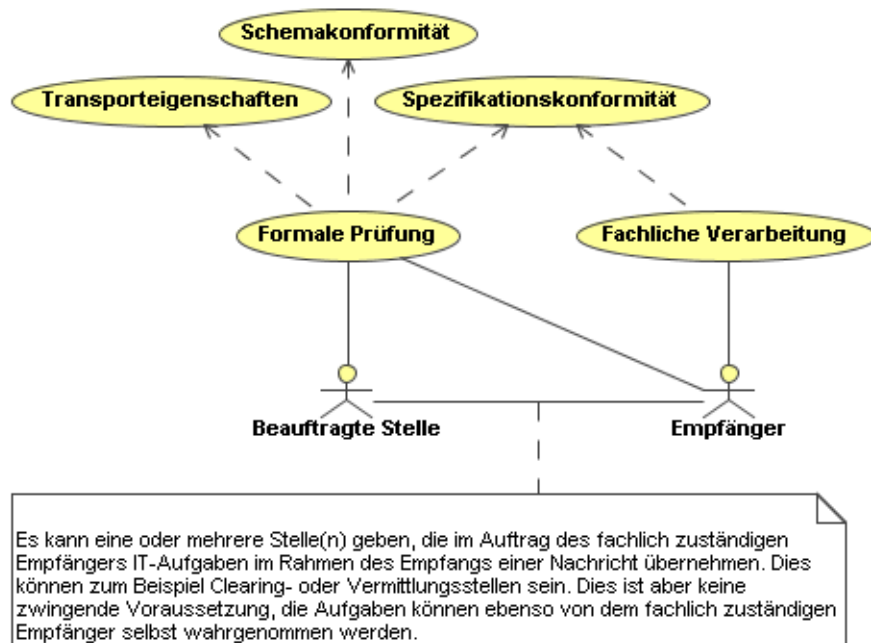 Schemakonformität
Transporteigenschaften
Spezifikationskonformität
Formale Prüfung
Fachliche Verarbeitung
Beauftragte Stelle
Empfänger
Es kann eine oder mehrere Stelle(n) geben, die im Auftrag des fachlich zuständigen
Empfängers IT-Aufgaben im Rahmen des Empfangs einer Nachricht übernehmen. Dies
können zum Beispiel Clearing- oder Vermittlungsstellen sein. Dies ist aber keine
zwingende Voraussetzung, die Aufgaben können ebenso von dem fachlich zuständigen
Empfänger selbst wahrgenommen werden.